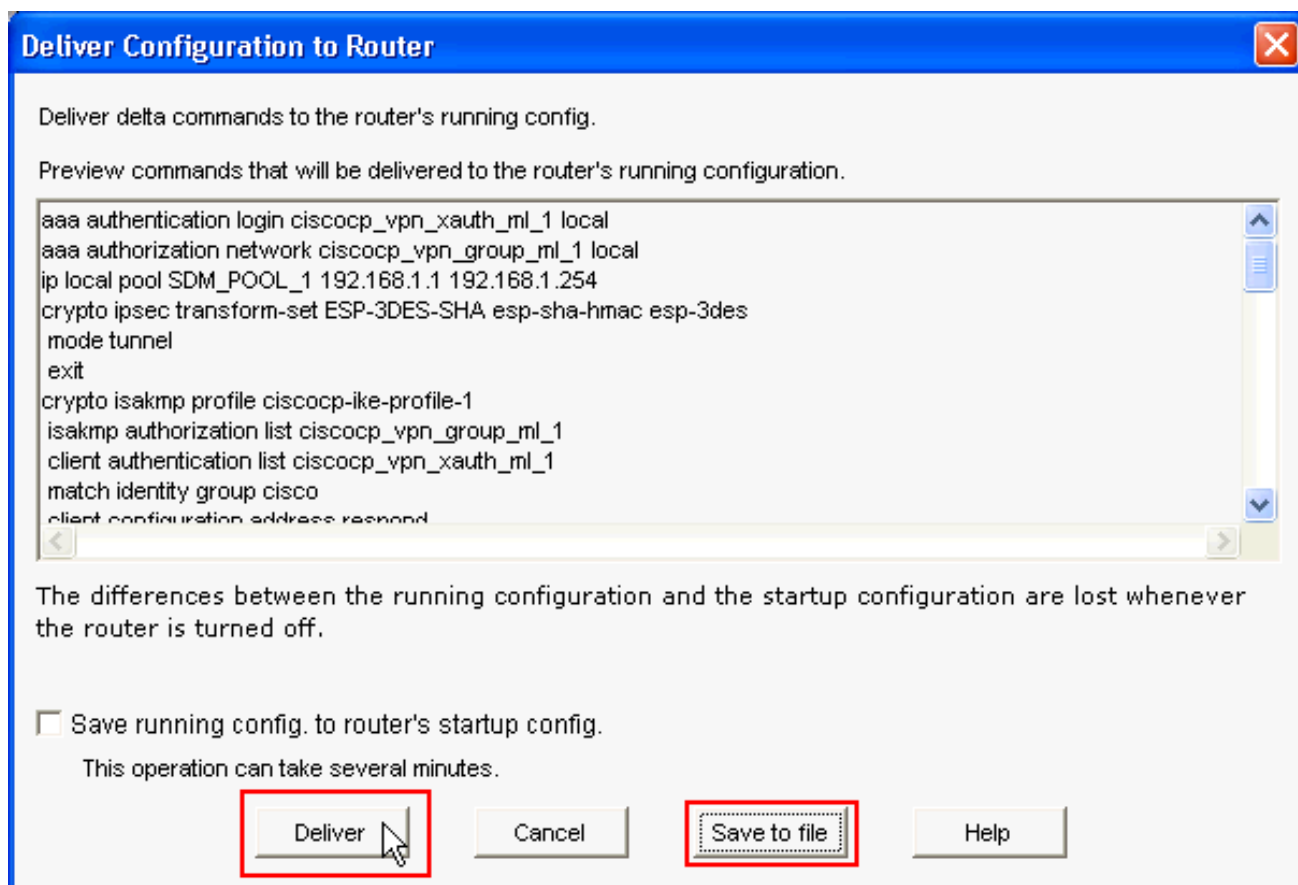 Deliver Configuration to Router
Deliver delta commands to the router's running config.
Preview commands that will be delivered to the router's running configuration.
aaa authentication login ciscocp_vpn_xauth_ml_1 local
aaa authorization network ciscocp_vpn_group_ml_1 local
ip local pool SDM_POOL_1 192.168.1.1 192.168.1.254
crypto ipsec transform-set ESP-3DES-SHA esp-sha-hmac esp-3des
mode tunnel
exit
crypto isakmp profile ciscocp-ike-profile-1
isakmp authorization list ciscocp_vpn_group_ml_1
client authentication list ciscocp_vpn_xauth_ml_1
match identity group cisco
client configuration address respond
The differences between the running configuration and the startup configuration are lost whenever
the router is turned off.
Save running config. to router's startup config.
This operation can take several minutes.
Deliver Cancel Save to file Help